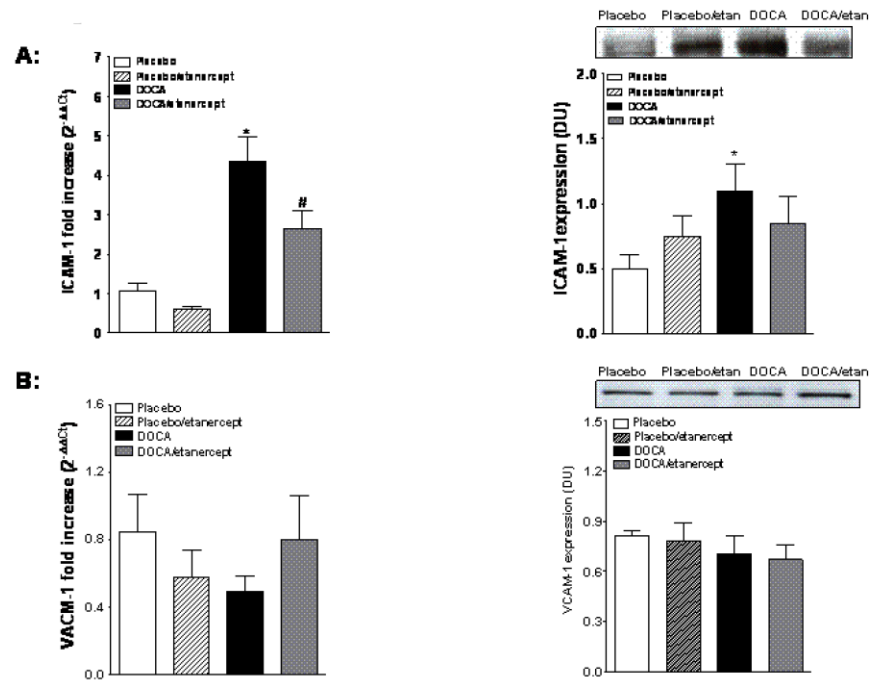 A:
ICAM-1 fold increase (2-ΔΔCt)
7
6
5
4
3
2
1
0
Placebo
Placebo/etanercept
DOCA
DOCA/etanercept
*
#
Placebo Placebo/etan DOCA DOCA/etan
ICAM-1expression (DU)
2.0
1.5
1.0
0.5
0.0
Placebo
Placebo/etanercept
DOCA
DOCA/etanercept
*
B:
VACM-1 fold increase (2-ΔΔCt)
1.6
1.2
0.8
0.4
0.0
Placebo
Placebo/etanercept
DOCA
DOCA/etanercept
Placebo Placebo/etan DOCA DOCA/etan
VCAM-1 expression (DU)
1.5
1.2
0.9
0.6
0.3
0.0
Placebo
Placebo/etanercept
DOCA
DOCA/etanercept